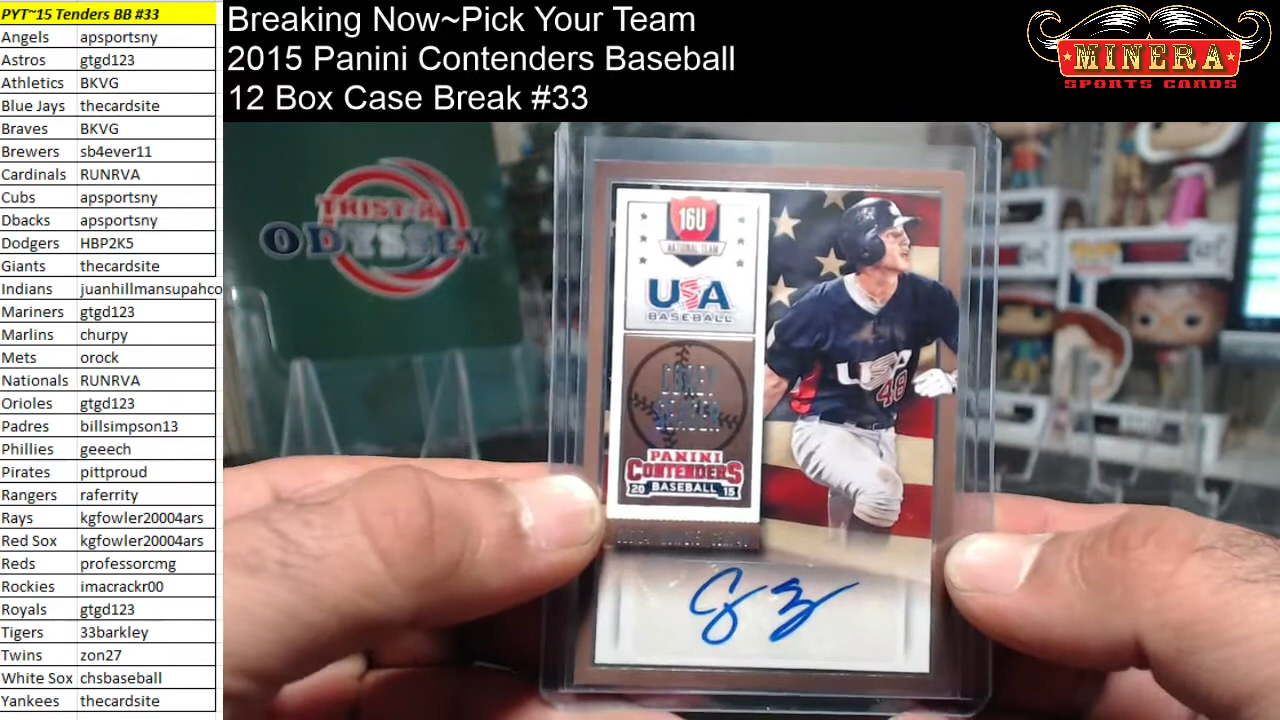 PYT~15 Tenders BB #33
Angels apsportsny
Astros gtgd123
Athletics BKVG
Blue Jays thecardsite
Braves BKVG
Brewers sb4ever11
Cardinals RUNRVA
Cubs apsportsny
Dbacks apsportsny
Dodgers HBP2K5
Giants thecardsite
Indians juanhillmosupahco
Mariners gtgd123
Marlins churpy
Mets orock
Nationals RUNRVA
Orioles gtgd123
Padres billsimpson13
Phillies geeech
Pirates pittproud
Rangers raferrity
Rays kgfowler20004ars
Red Sox kgfowler20004ars
Reds professorcmg
Rockies imacrackr00
Royals gtgd123
Tigers 33barkley
Twins zon27
White Sox chsbaseball
Yankees thecardsite
Breaking Now~Pick Your Team
2015 Panini Contenders Baseball
12 Box Case Break #33
MINERA
SPORTS CARDS
TRISTAR
ODYSSEY
16U
NATIONAL TEAM
USA
BASEBALL
COREY
SEAGER
PANINI
CONTENDERS
20 BASEBALL 15
USA
48